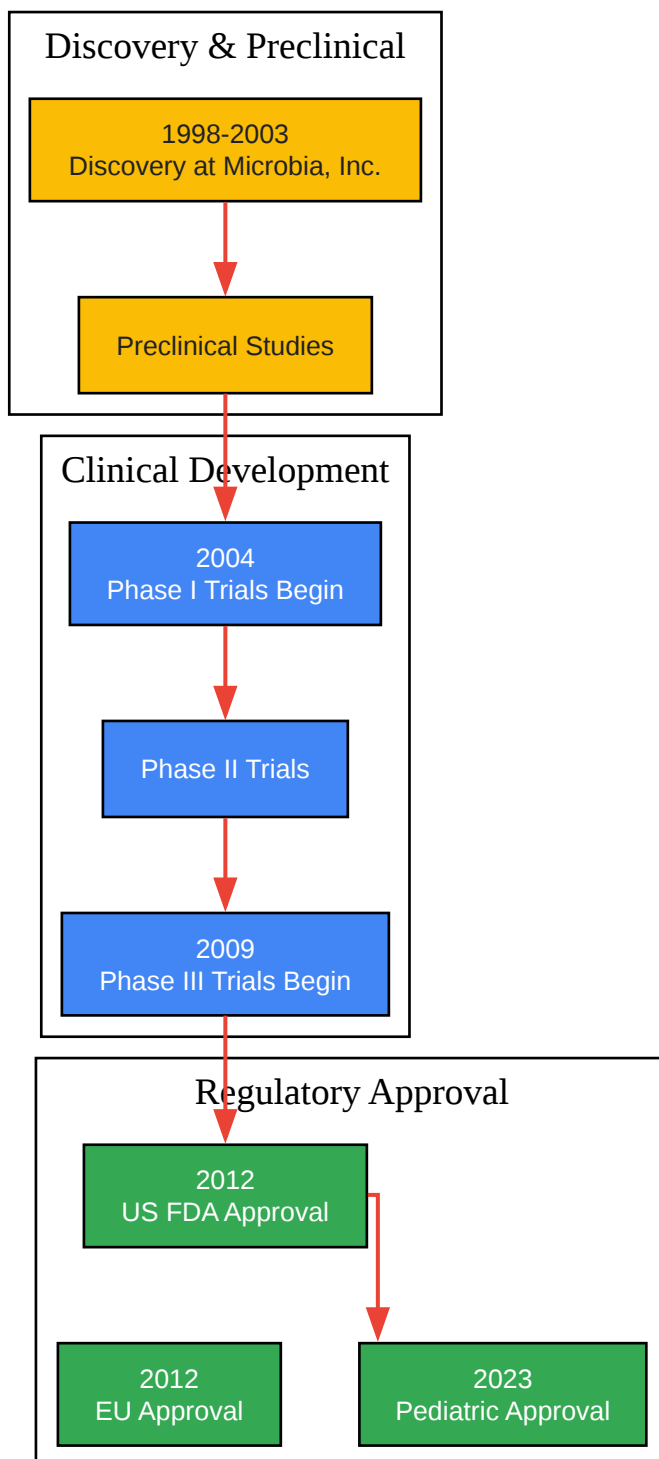 Discovery & Preclinical
1998-2003
Discovery at Microbia, Inc.
Preclinical Studies
Clinical Development
2004
Phase I Trials Begin
Phase II Trials
2009
Phase III Trials Begin
Regulatory Approval
2012
US FDA Approval
2012
EU Approval
2023
Pediatric Approval